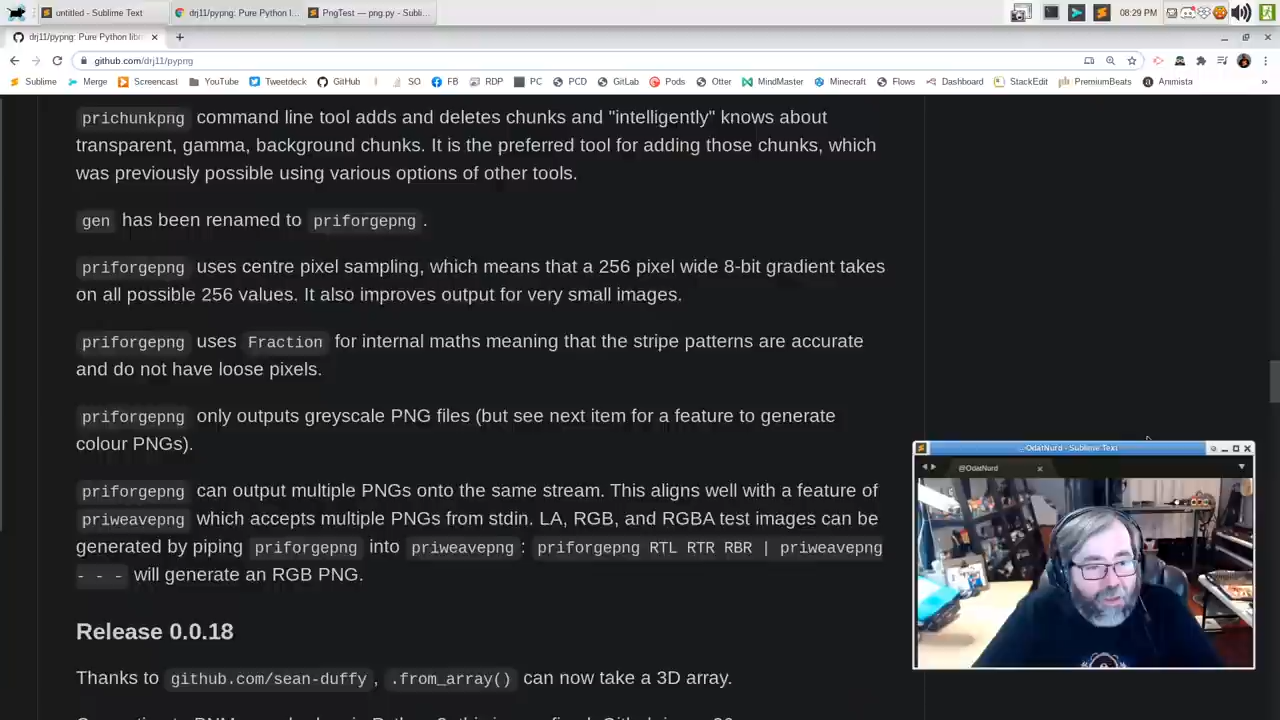 untitled - Sublime Text
drj11/pypng: Pure Python l...
PngTest — png.py - Subli...
08:29 PM
drj11/pypng: Pure Python libr
github.com/drj11/pypng
Sublime
Merge
Screencast
YouTube
Tweetdeck
GitHub
SO
FB
RDP
PC
PCD
GitLab
Pods
Otter
MindMaster
Minecraft
Flows
Dashboard
StackEdit
PremiumBeats
Animista
prichunkpng command line tool adds and deletes chunks and "intelligently" knows about
transparent, gamma, background chunks. It is the preferred tool for adding those chunks, which
was previously possible using various options of other tools.
gen has been renamed to priforgepng .
priforgepng uses centre pixel sampling, which means that a 256 pixel wide 8-bit gradient takes
on all possible 256 values. It also improves output for very small images.
priforgepng uses Fraction for internal maths meaning that the stripe patterns are accurate
and do not have loose pixels.
priforgepng only outputs greyscale PNG files (but see next item for a feature to generate
colour PNGs).
priforgepng can output multiple PNGs onto the same stream. This aligns well with a feature of
priweavepng which accepts multiple PNGs from stdin. LA, RGB, and RGBA test images can be
generated by piping priforgepng into priweavepng : priforgepng RTL RTR RBR | priweavepng
- - - will generate an RGB PNG.
Release 0.0.18
Thanks to github.com/sean-duffy , .from_array() can now take a 3D array.
@OdatNurd - Sublime Text
@OdatNurd